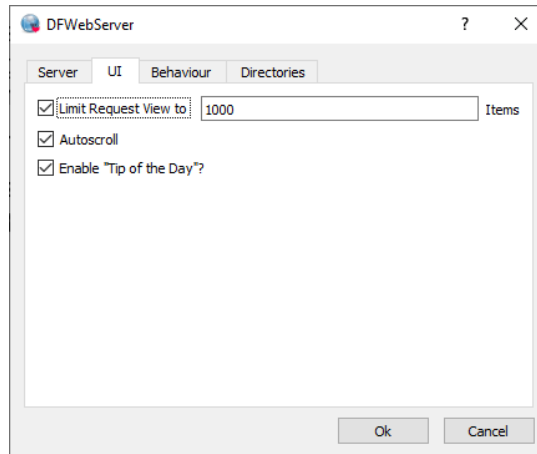 DFWebServer ?
Server UI Behaviour Directories
Limit Request View to 1000 Items
Autoscroll
Enable "Tip of the Day"?
Ok Cancel